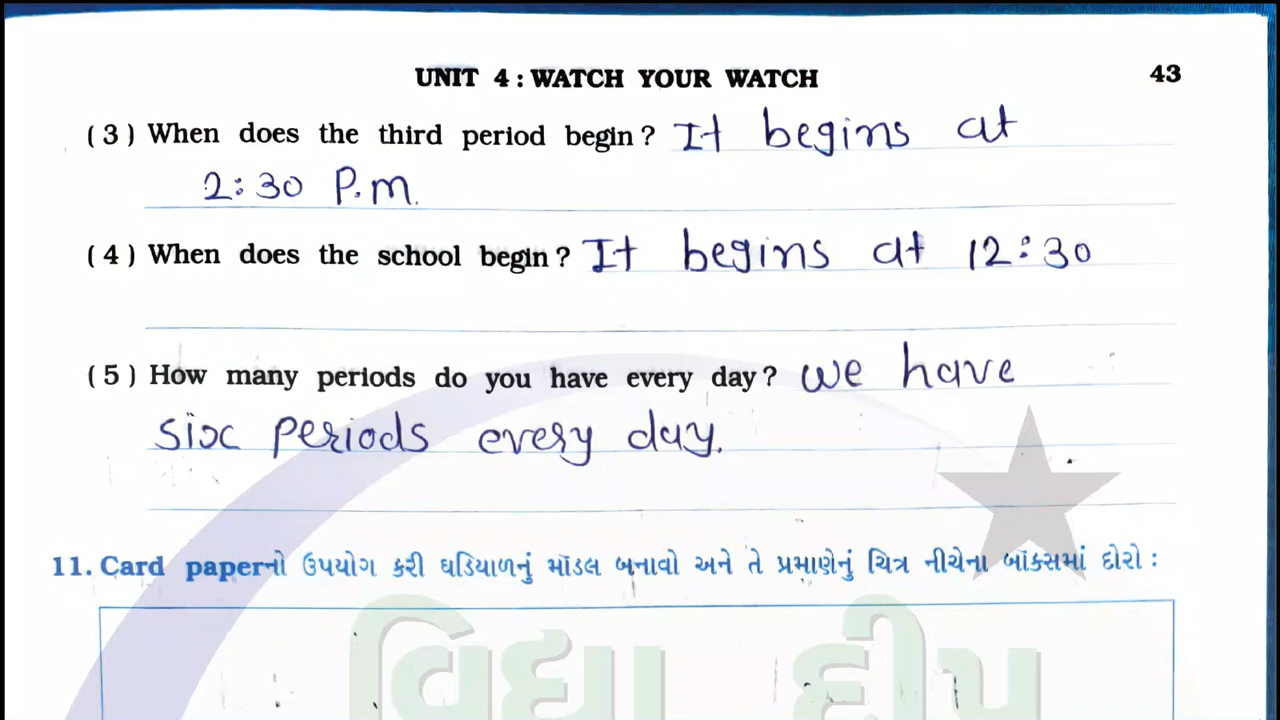 UNIT 4 : WATCH YOUR WATCH 43
( 3 ) When does the third period begin ? It begins at
2:30 P.m.
( 4 ) When does the school begin ? It begins at 12:30
( 5 ) How many periods do you have every day ? we have
six periods every day.
11. Card paperનો ઉપયોગ કરી ઘડિયાળનું મૉડલ બનાવો અને તે પ્રમાણેનું ચિત્ર નીચેના બૉક્સમાં દોરો :
વિદ્યા દીપ